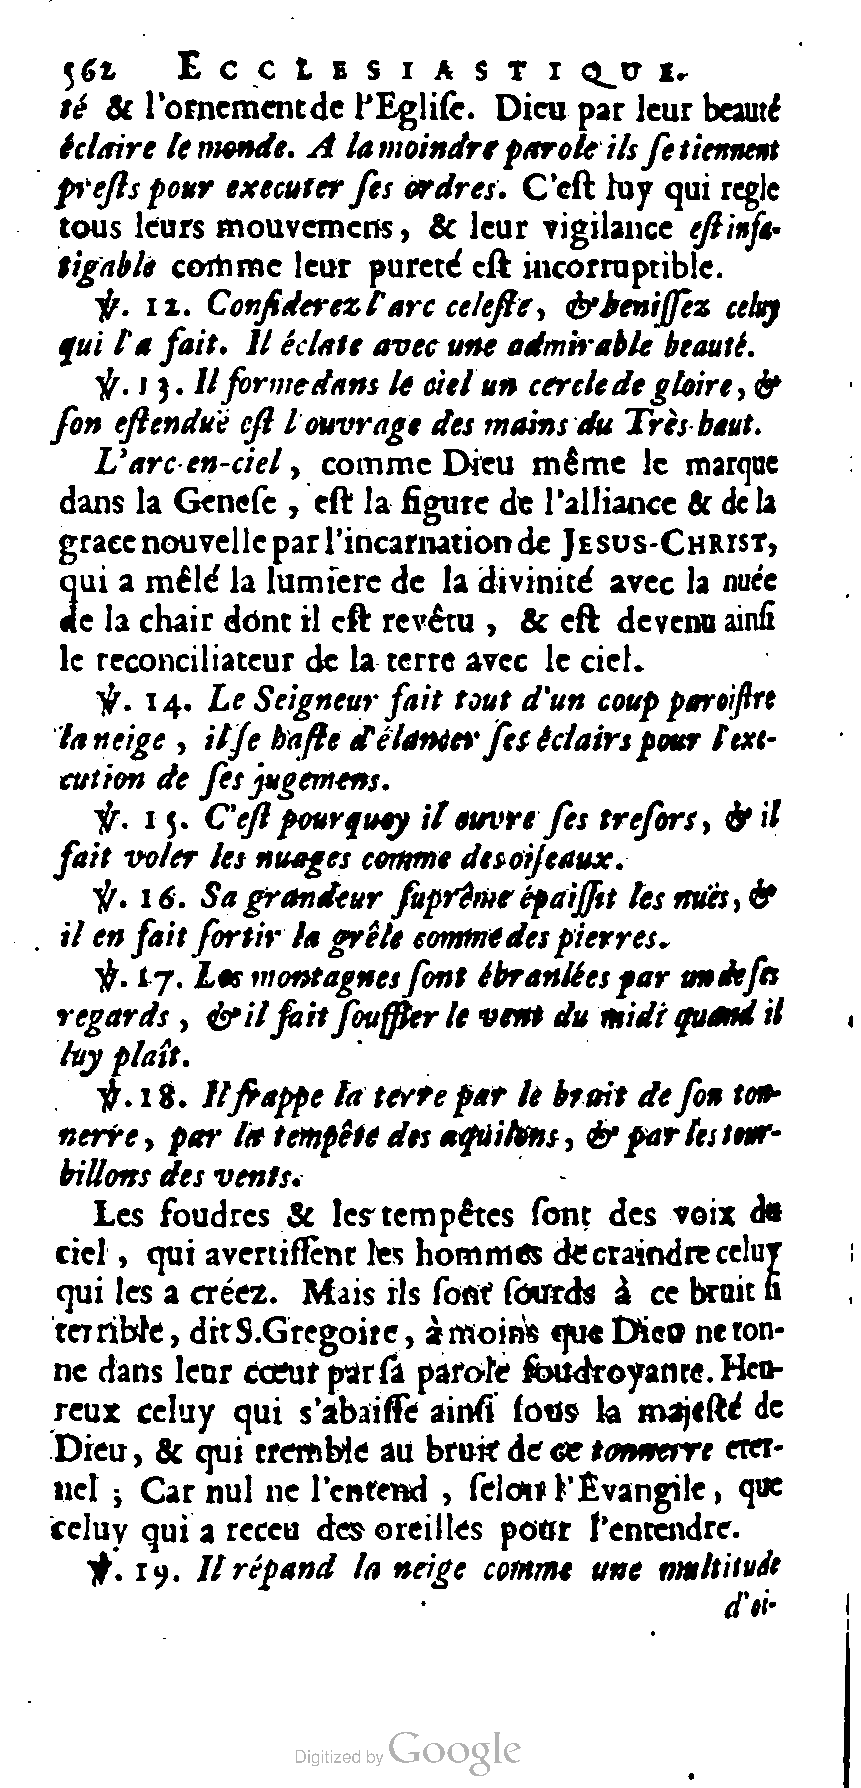 562 ECCLESIASTIQUE.
té & l'ornement de l'Egliſe. Dieu par leur beauté
éclaire le monde. A la moindre parole ils ſe tiennent
preſts pour executer ſes ordres. C'eſt luy qui regle
tous leurs mouvemens, & leur vigilance eſt infa-
tigable comme leur pureté eſt incorruptible.
℣. 12. Conſiderez l'arc celeſte, & beniſſez celuy
qui l'a fait. Il éclate avec une admirable beauté.
℣. 13. Il forme dans le ciel un cercle de gloire, &
ſon eſtenduë eſt l'ouvrage des mains du Très-haut.
L'arc-en-ciel, comme Dieu même le marque
dans la Geneſe, eſt la figure de l'alliance & de la
grace nouvelle par l'incarnation de JESUS-CHRIST,
qui a mêlé la lumiere de la divinité avec la nuée
de la chair dont il eſt revêtu, & eſt devenu ainſi
le reconciliateur de la terre avec le ciel.
℣. 14. Le Seigneur fait tout d'un coup paroiſtre
la neige, il ſe haſte d'élancer ſes éclairs pour l'exe-
cution de ſes jugemens.
℣. 15. C'eſt pourquoy il ouvre ſes treſors, & il
fait voler les nuages comme des oiſeaux.
℣. 16. Sa grandeur ſuprême épaiſſit les nuës, &
il en fait ſortir la grêle comme des pierres.
℣. 17. Les montagnes ſont ébranlées par un de ſes
regards, & il fait ſouffler le vent du midi quand il
luy plaît.
℣. 18. Il frappe la terre par le bruit de ſon ton-
nerre, par la tempête des aquilons, & par les tour-
billons des vents.
Les foudres & les tempêtes ſont des voix du
ciel, qui avertiſſent les hommes de craindre celuy
qui les a créez. Mais ils ſont ſourds à ce bruit ſi
terrible, dit S. Gregoire, à moins que Dieu ne ton-
ne dans leur cœur par ſa parole foudroyante. Heu-
reux celuy qui s'abaiſſe ainſi ſous la majeſté de
Dieu, & qui tremble au bruit de ce tonnerre eter-
nel; Car nul ne l'entend, ſelon l'Évangile, que
celuy qui a receu des oreilles pour l'entendre.
℣. 19. Il répand la neige comme une multitude
d'oi-
Digitized by Google